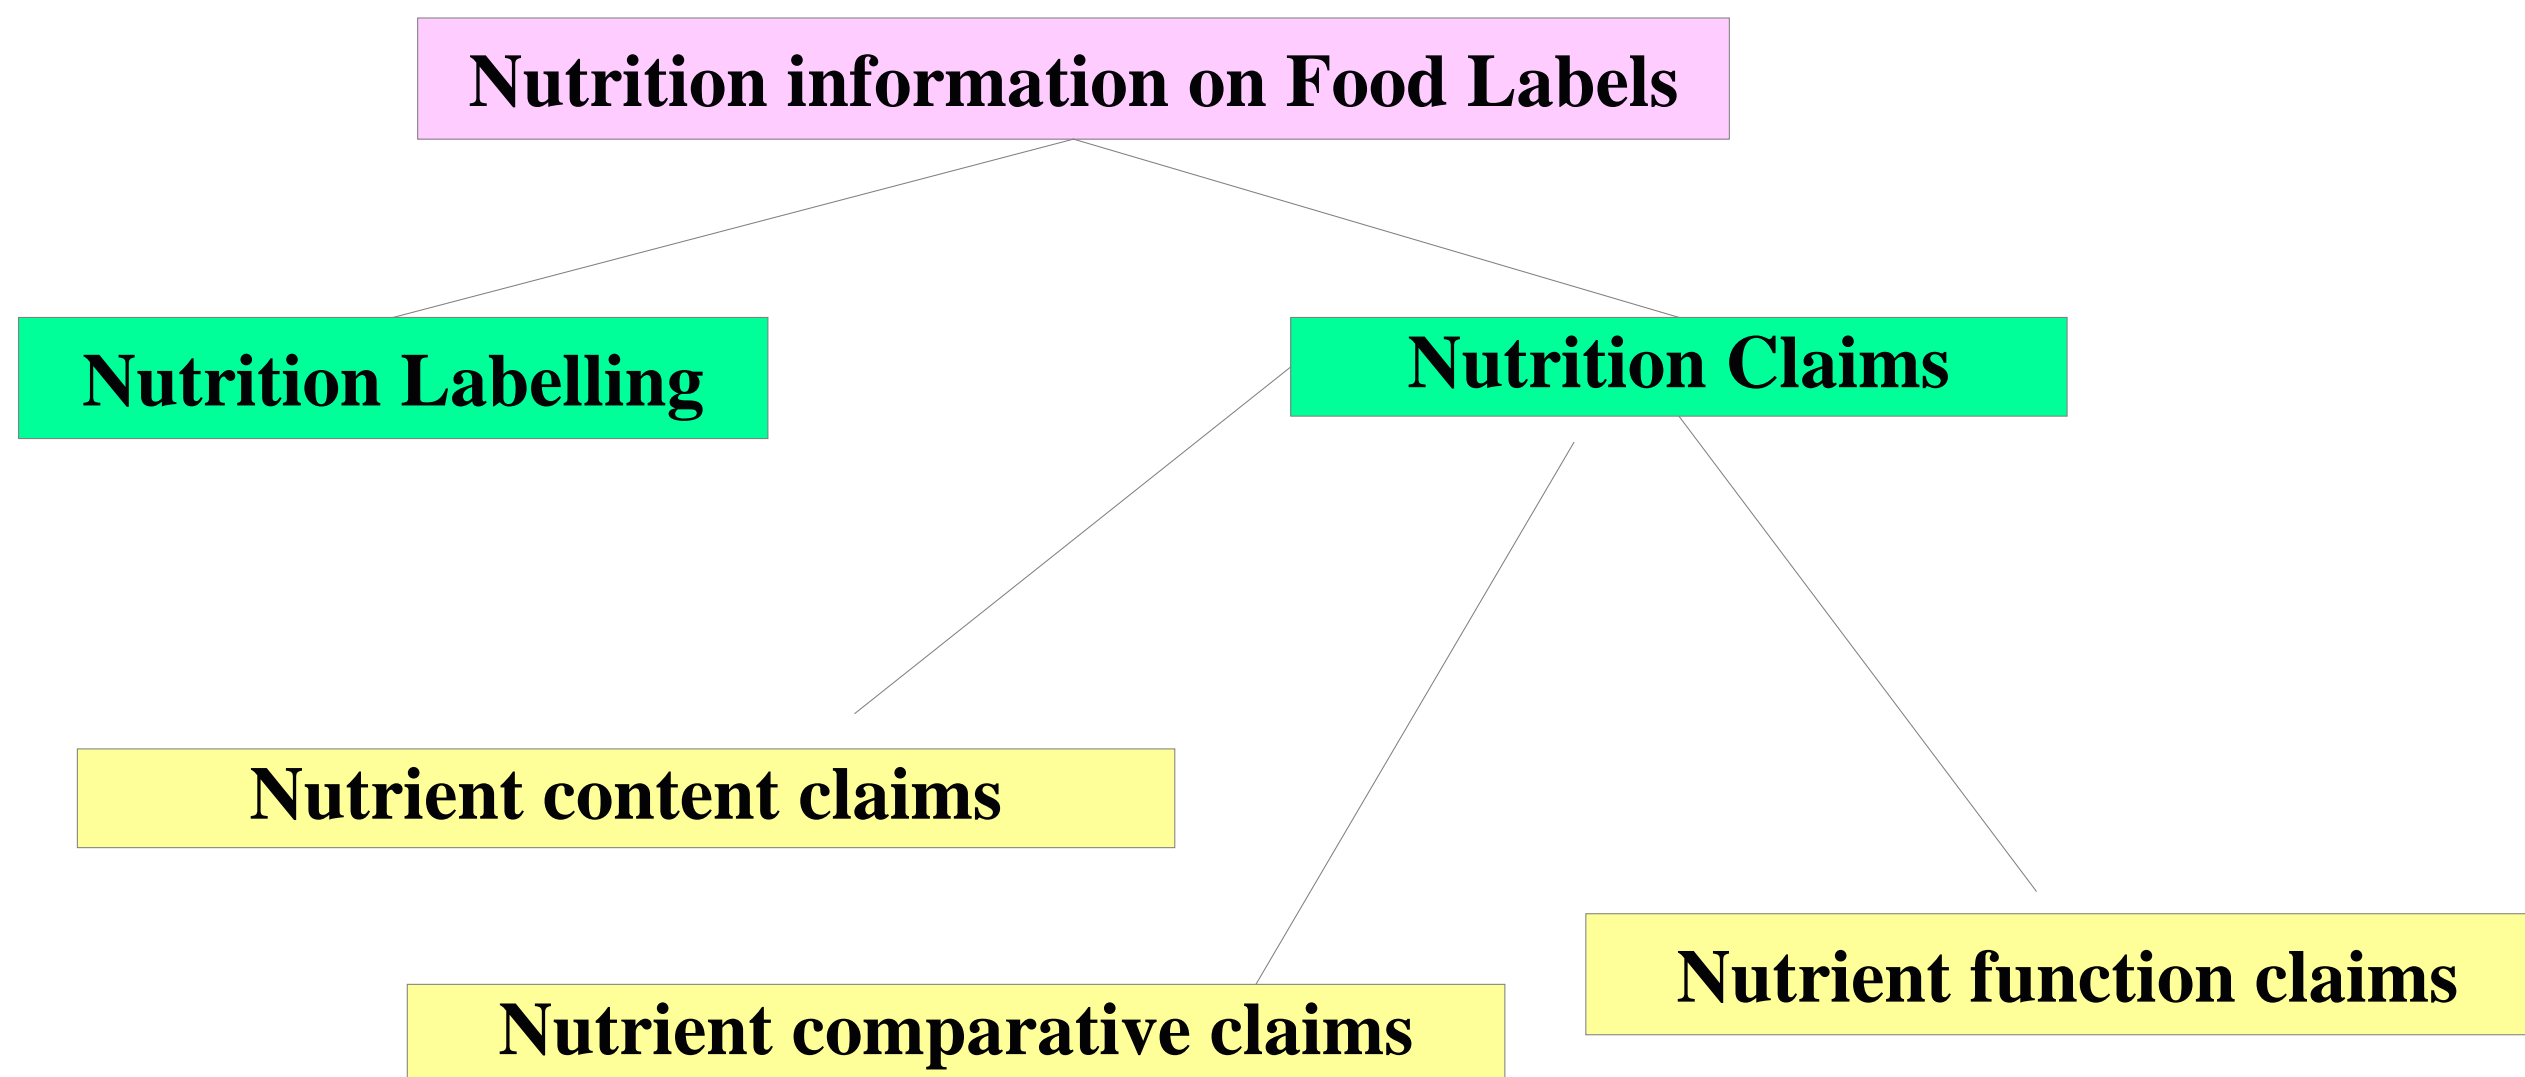 Nutrition information on Food Labels
Nutrition Labelling
Nutrition Claims
Nutrient content claims
Nutrient function claims
Nutrient comparative claims